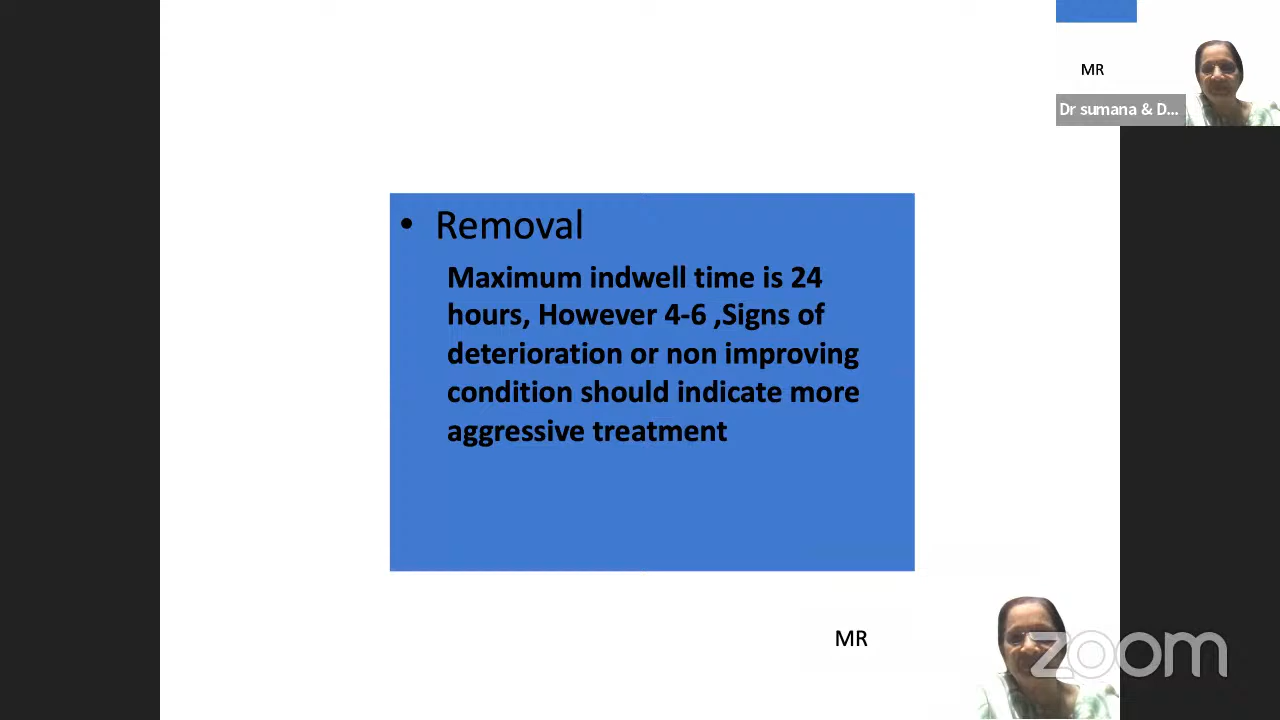 MR
Dr sumana & D...
• Removal
Maximum indwell time is 24
hours, However 4-6 ,Signs of
deterioration or non improving
condition should indicate more
aggressive treatment
MR
zoom